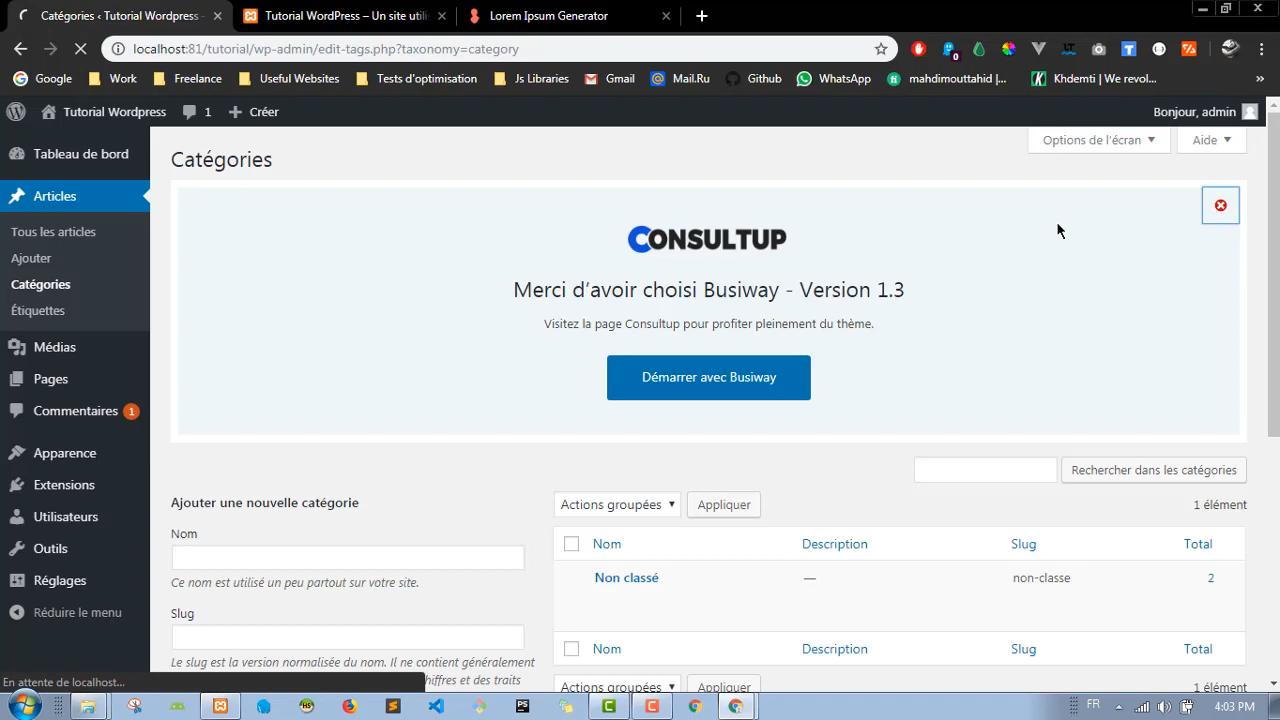 Catégories ‹ Tutorial Wordpress -
Tutorial WordPress – Un site utili
Lorem Ipsum Generator
localhost:81/tutorial/wp-admin/edit-tags.php?taxonomy=category
0
Google
Work
Freelance
Useful Websites
Tests d'optimisation
Js Libraries
Gmail
Mail.Ru
Github
WhatsApp
mahdimouttahid |...
Khdemti | We revol...
»
Tutorial Wordpress
1
Créer
Bonjour, admin
Tableau de bord
Articles
Tous les articles
Ajouter
Catégories
Étiquettes
Médias
Pages
Commentaires 1
Apparence
Extensions
Utilisateurs
Outils
Réglages
Réduire le menu
Options de l'écran
Aide
Catégories
CONSULTUP
Merci d’avoir choisi Busiway - Version 1.3
Visitez la page Consultup pour profiter pleinement du thème.
Démarrer avec Busiway
Rechercher dans les catégories
Ajouter une nouvelle catégorie
Nom
Ce nom est utilisé un peu partout sur votre site.
Slug
Le slug est la version normalisée du nom. Il ne contient généralement
hiffres et des traits
Actions groupées
Appliquer
1 élément
Nom Description Slug Total
Non classé — non-classe 2
Nom Description Slug Total
Actions groupées
Appliquer
En attente de localhost...
FR
4:03 PM